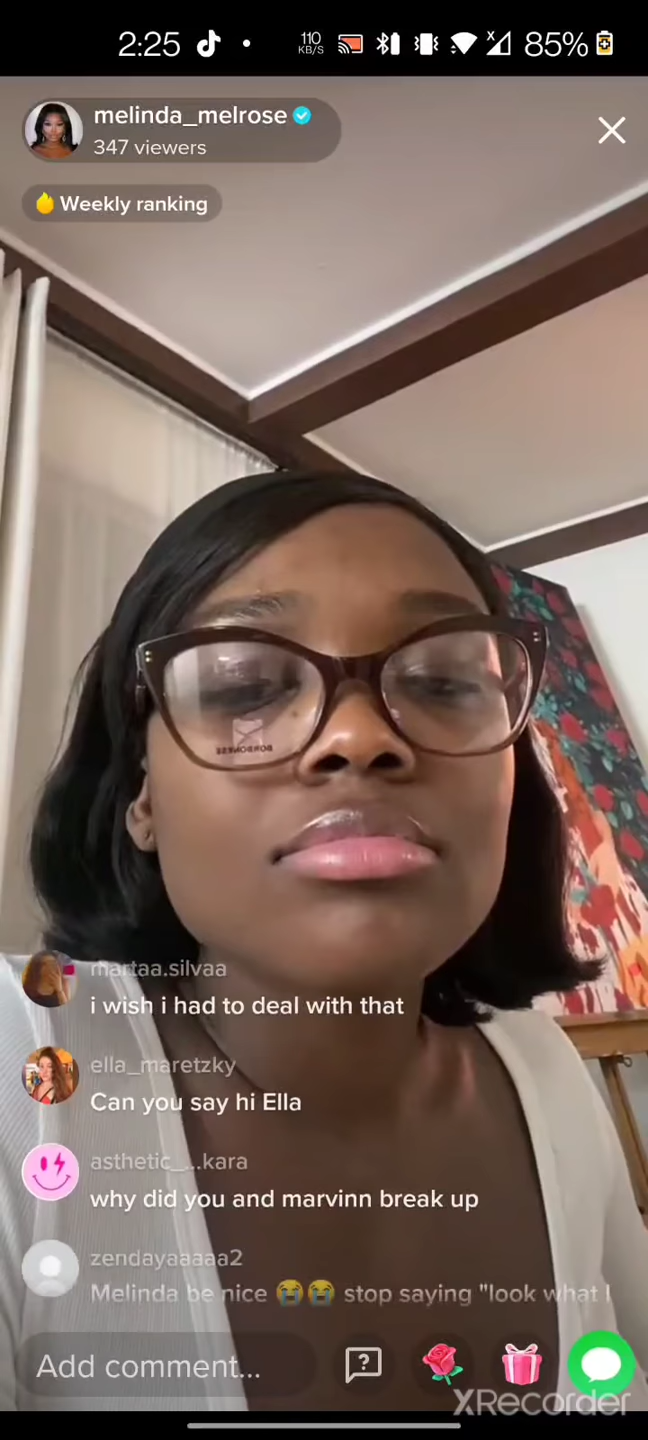 2:25
110
KB/S
85%
melinda_melrose
347 viewers
Weekly ranking
martaa.silvaa
i wish i had to deal with that
ella_maretzky
Can you say hi Ella
asthetic_...kara
why did you and marvinn break up
zendayaaaaa2
Melinda be nice 😭😭 stop saying "look what I
Add comment...
XRecorder